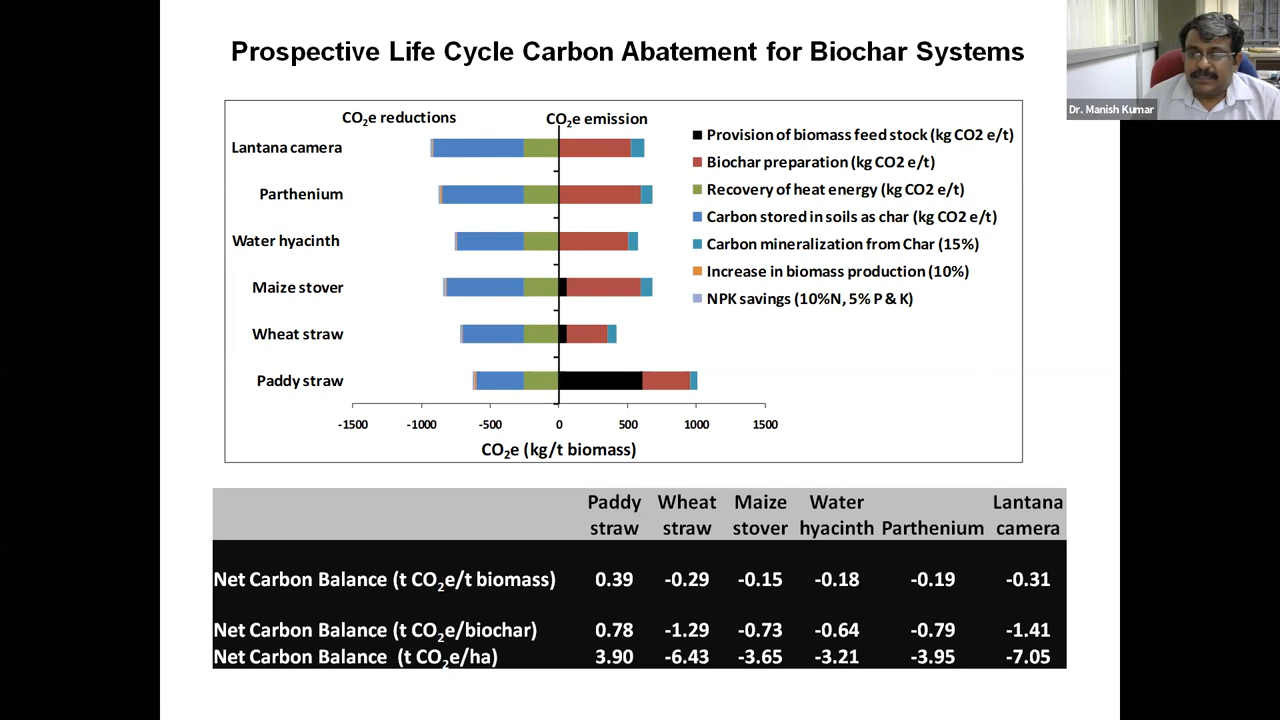 Prospective Life Cycle Carbon Abatement for Biochar Systems
Dr. Manish Kumar
CO₂e reductions
CO₂e emission
Lantana camera
Parthenium
Water hyacinth
Maize stover
Wheat straw
Paddy straw
-1500 -1000 -500 0 500 1000 1500
CO₂e (kg/t biomass)
Provision of biomass feed stock (kg CO2 e/t)
Biochar preparation (kg CO2 e/t)
Recovery of heat energy (kg CO2 e/t)
Carbon stored in soils as char (kg CO2 e/t)
Carbon mineralization from Char (15%)
Increase in biomass production (10%)
NPK savings (10%N, 5% P & K)
Paddy straw Wheat straw Maize stover Water hyacinth Parthenium Lantana camera
Net Carbon Balance (t CO₂e/t biomass) 0.39 -0.29 -0.15 -0.18 -0.19 -0.31
Net Carbon Balance (t CO₂e/biochar) 0.78 -1.29 -0.73 -0.64 -0.79 -1.41
Net Carbon Balance (t CO₂e/ha) 3.90 -6.43 -3.65 -3.21 -3.95 -7.05